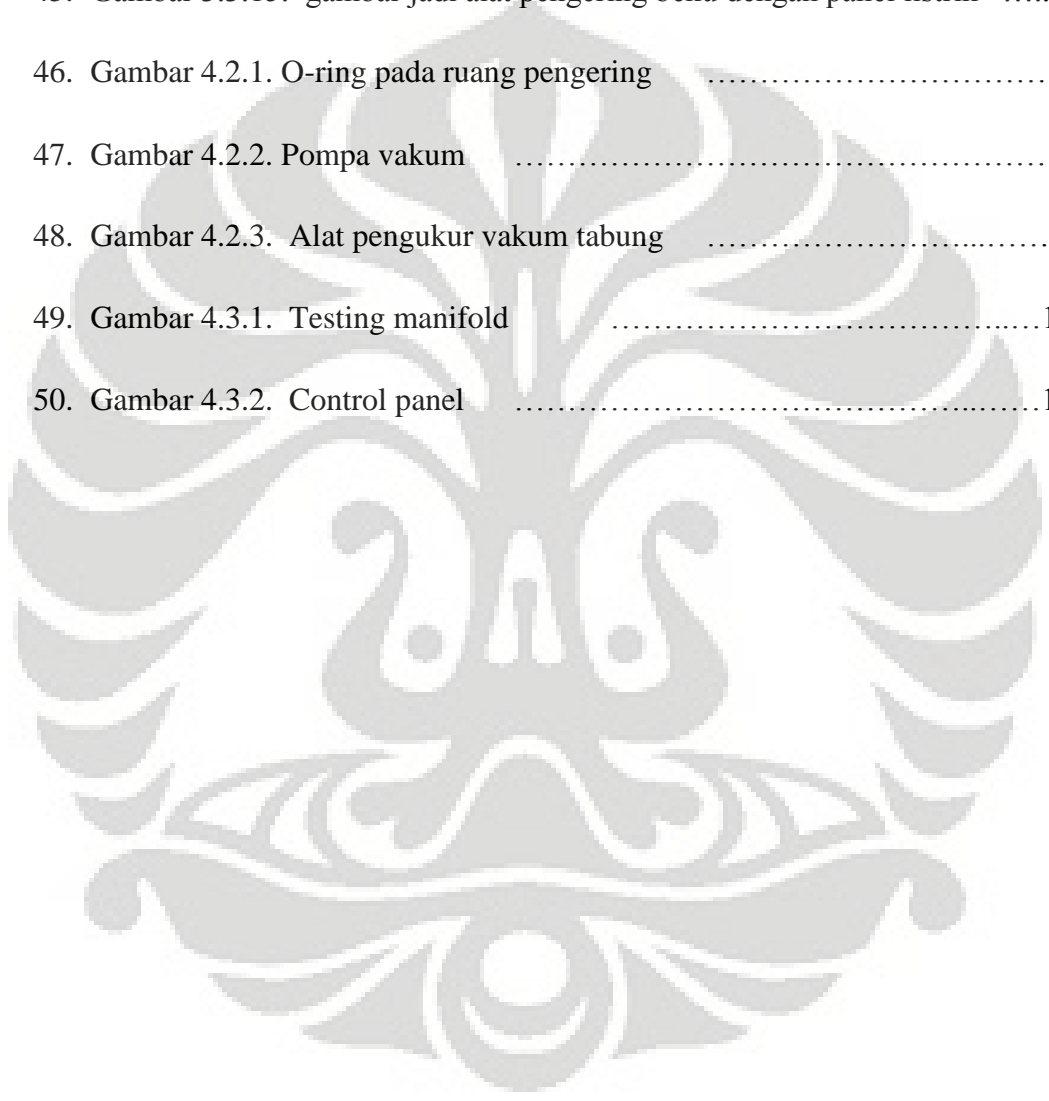 46. Gambar 4.2.1. O-ring pada ruang pengering ……………………………
47. Gambar 4.2.2. Pompa vakum ……………………………………………
48. Gambar 4.2.3. Alat pengukur vakum tabung ……………………...……
49. Gambar 4.3.1. Testing manifold ………………………………..…1
50. Gambar 4.3.2. Control panel ……………………………………...……1